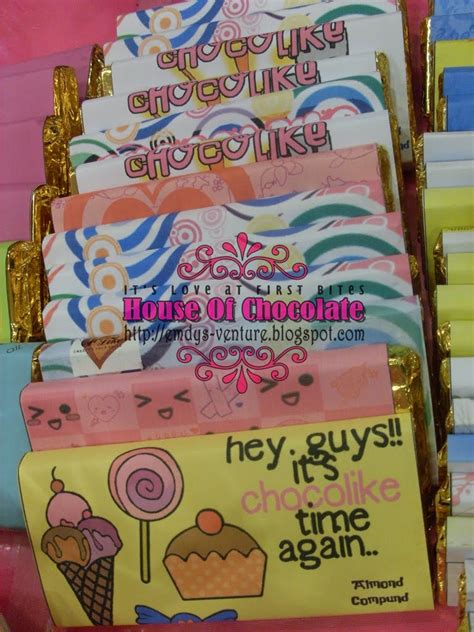 CHOCOLIKE
CHOCOLIKE
CHOCOLIKE
CHOCOLIKE
IT'S LOVE AT FIRST BITES
House Of Chocolate
http://emdys-venture.blogspot.com
hey, guys!!
it's
chocolike
time
again..
Almond
Compund